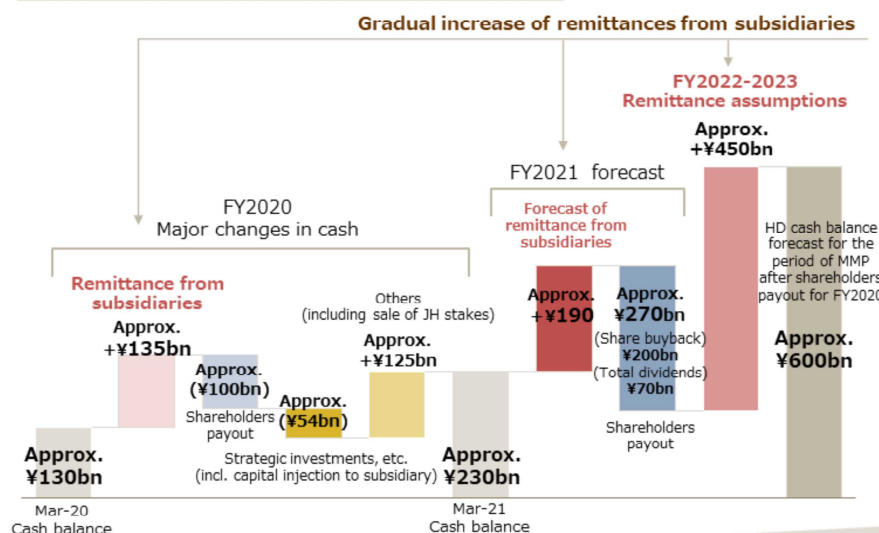 Gradual increase of remittances from subsidiaries
FY2022-2023
Remittance assumptions
Approx.
+¥450bn
FY2021 forecast
Forecast of
remittance from
subsidiaries
FY2020
Major changes in cash
HD cash balance
forecast for the
period of MMP
after shareholders
payout for FY2020
Remittance from
subsidiaries
Others
(including sale of JH stakes)
Approx.
+¥190
Approx.
¥270bn
(Share buyback)
¥200bn
(Total dividends)
¥70bn
Approx.
+¥135bn
Approx.
+¥125bn
Approx.
¥600bn
Approx.
(¥100bn)
Shareholders
payout
Approx.
(¥54bn)
Shareholders
payout
Approx.
¥130bn
Strategic investments, etc.
(incl. capital injection to subsidiary)
Approx.
¥230bn
Mar-20
Cash balance
Mar-21
Cash balance